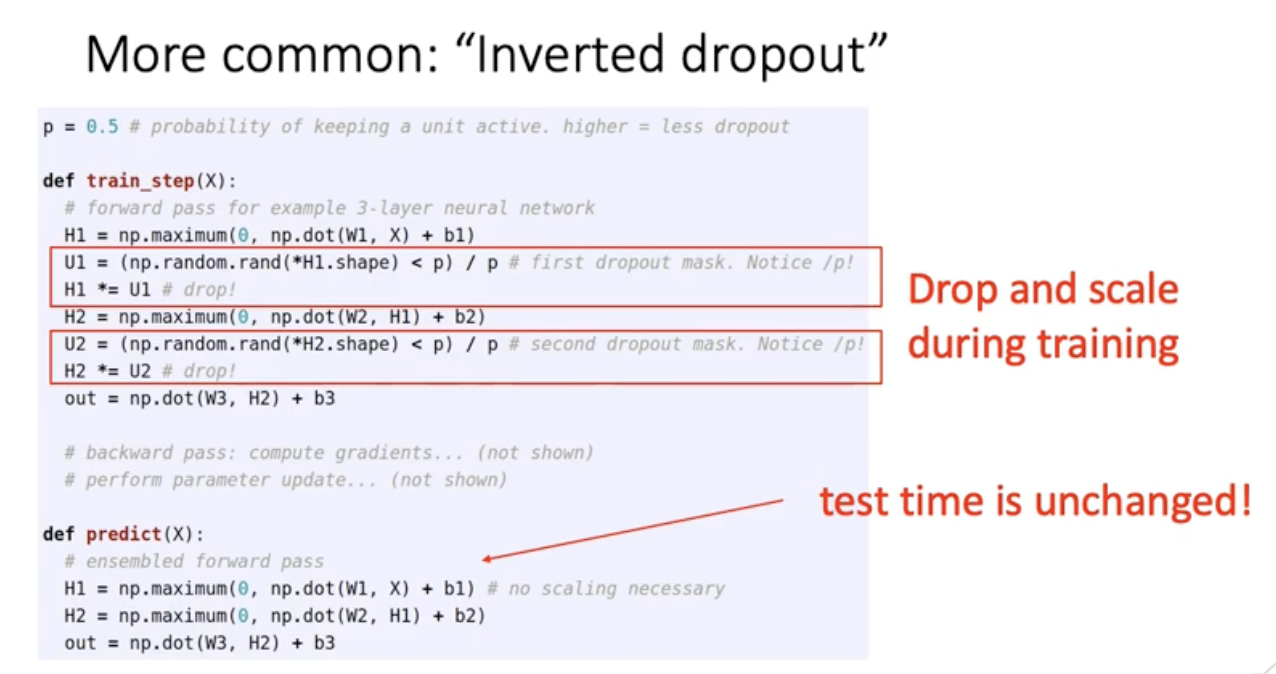 More common: “Inverted dropout”
p = 0.5 # probability of keeping a unit active. higher = less dropout
def train_step(X):
# forward pass for example 3-layer neural network
H1 = np.maximum(0, np.dot(W1, X) + b1)
U1 = (np.random.rand(*H1.shape) < p) / p # first dropout mask. Notice /p!
H1 *= U1 # drop!
H2 = np.maximum(0, np.dot(W2, H1) + b2)
U2 = (np.random.rand(*H2.shape) < p) / p # second dropout mask. Notice /p!
H2 *= U2 # drop!
out = np.dot(W3, H2) + b3
# backward pass: compute gradients... (not shown)
# perform parameter update... (not shown)
def predict(X):
# ensembled forward pass
H1 = np.maximum(0, np.dot(W1, X) + b1) # no scaling necessary
H2 = np.maximum(0, np.dot(W2, H1) + b2)
out = np.dot(W3, H2) + b3
Drop and scale
during training
test time is unchanged!